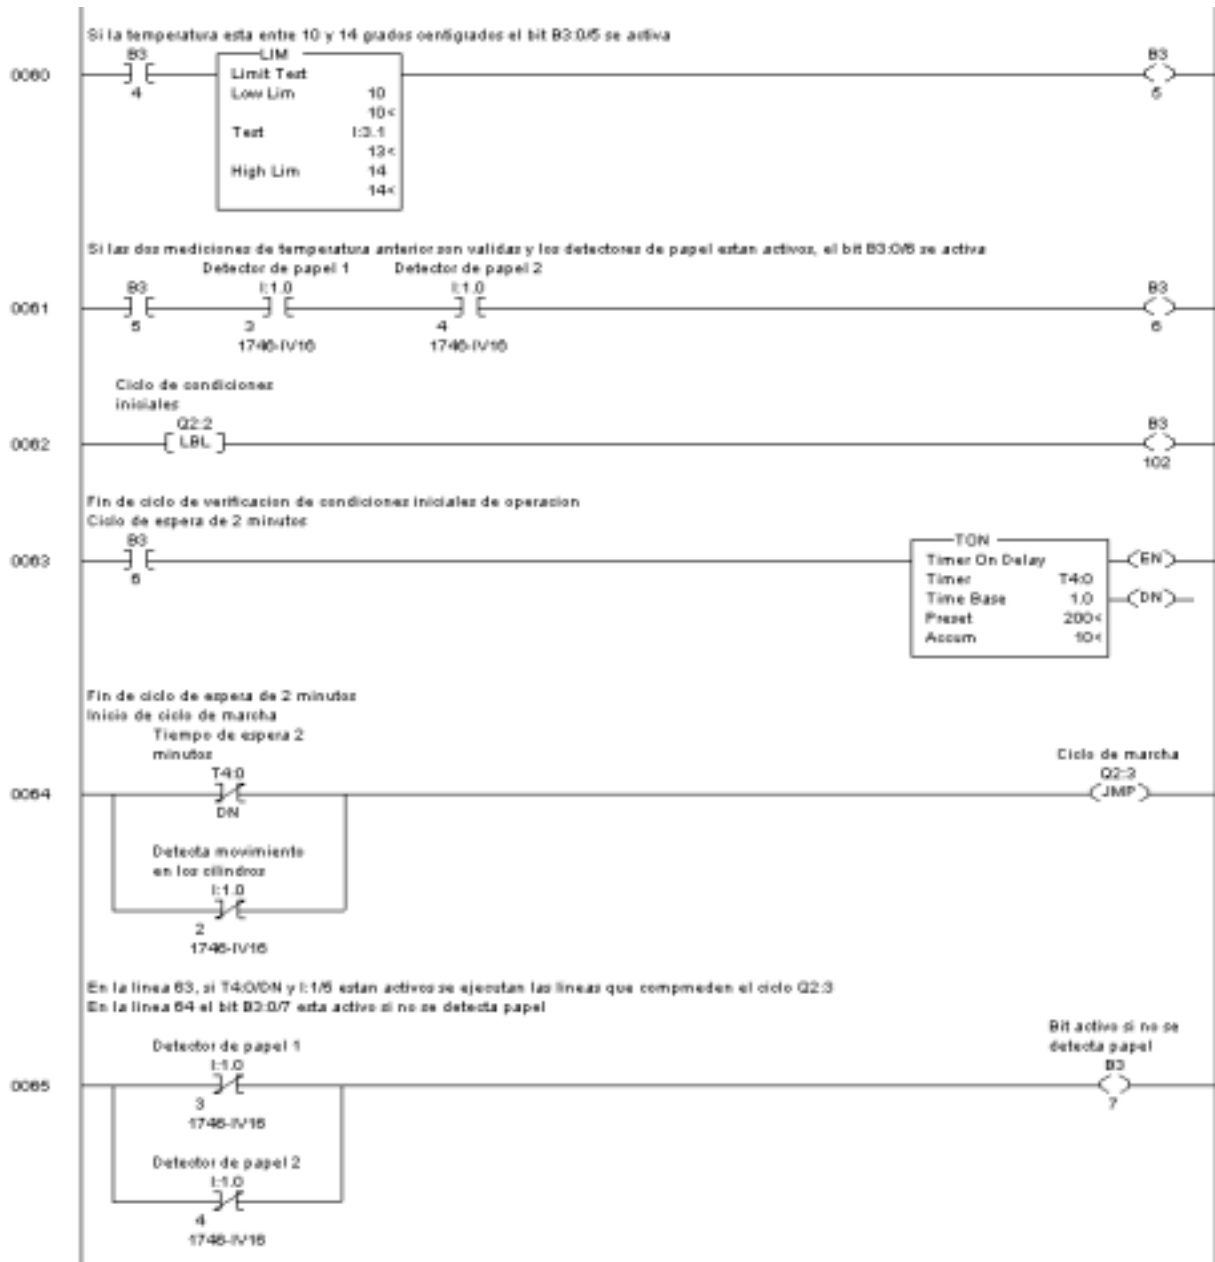 Si la temperatura esta entre 10 y 14 grados centigrados el bit B3:0/5 se activa
0060
B3
4
LIM
Limit Test
Low Lim 10
10<
Test I:3.1
13<
High Lim 14
14<
B3
5
Si las dos mediciones de temperatura anterior son validas y los detectores de papel estan activos, el bit B3:0/6 se activa
Detector de papel 1 Detector de papel 2
0061
B3
5
I:1.0
3
1746-IV16
I:1.0
4
1746-IV16
B3
6
Ciclo de condiciones
iniciales
0062
Q2:2
LBL
B3
102
Fin de ciclo de verificacion de condiciones iniciales de operacion
Ciclo de espera de 2 minutos
0063
B3
6
TON
Timer On Delay
Timer T4:0
Time Base 1.0
Preset 200<
Accum 10<
EN
DN
Fin de ciclo de espera de 2 minutos
Inicio de ciclo de marcha
Tiempo de espera 2
minutos
0064
T4:0
DN
Detecta movimiento
en los cilindros
I:1.0
2
1746-IV16
Ciclo de marcha
Q2:3
JMP
En la linea 63, si T4:0/DN y I:1/5 estan activos se ejecutan las lineas que compmeden el ciclo Q2:3
En la linea 64 el bit B3:0/7 esta activo si no se detecta papel
0065
Detector de papel 1
I:1.0
3
1746-IV16
Detector de papel 2
I:1.0
4
1746-IV16
Bit activo si no se
detecta papel
B3
7